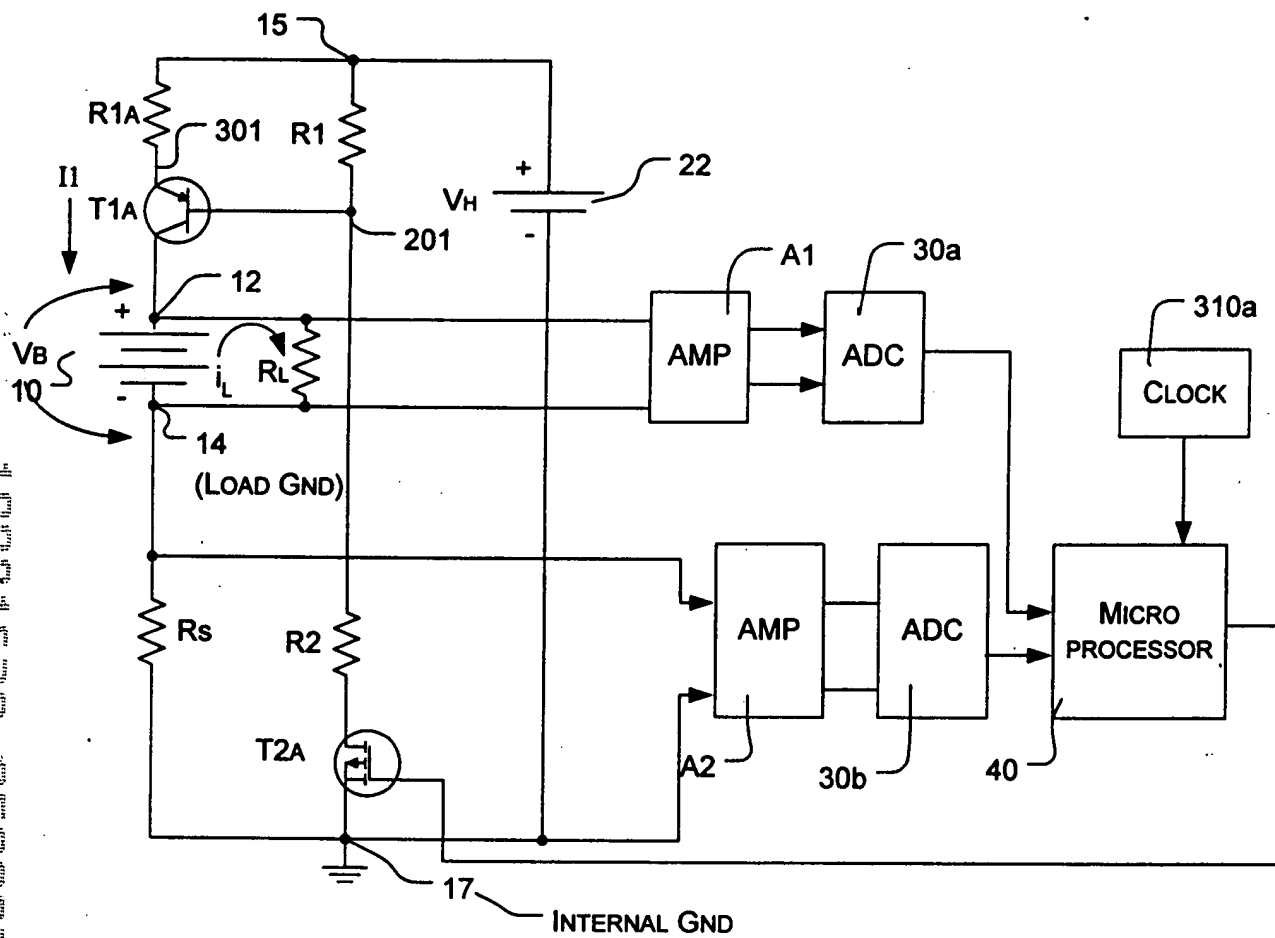 15
R1A
301
R1
I1
T1A
VH
+
-
22
201
A1
30a
310a
12
+
VB
10
-
iL
RL
AMP
ADC
CLOCK
14
(LOAD GND)
RS
R2
AMP
ADC
MICRO
PROCESSOR
T2A
A2
30b
40
17
INTERNAL GND